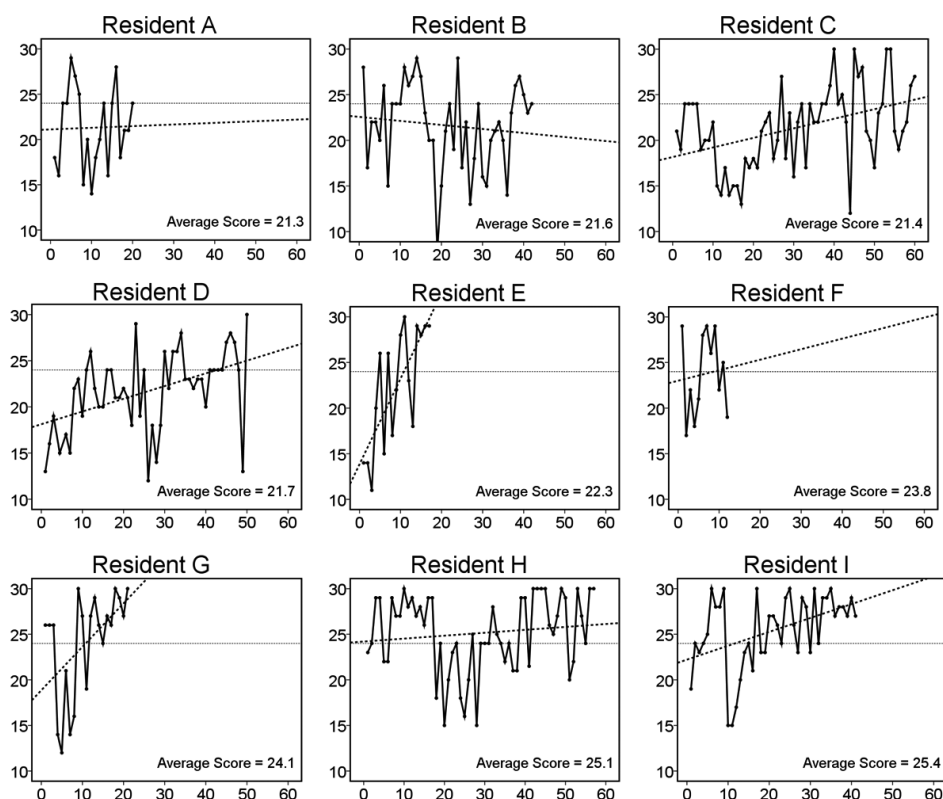 Resident A
Resident B
Resident C
30
25
20
15
10
Average Score = 21.3
0 10 20 30 40 50 60
30
25
20
15
10
Average Score = 21.6
0 10 20 30 40 50 60
30
25
20
15
10
Average Score = 21.4
0 10 20 30 40 50 60
Resident D
Resident E
Resident F
30
25
20
15
10
Average Score = 21.7
0 10 20 30 40 50 60
30
25
20
15
10
Average Score = 22.3
0 10 20 30 40 50 60
30
25
20
15
10
Average Score = 23.8
0 10 20 30 40 50 60
Resident G
Resident H
Resident I
30
25
20
15
10
Average Score = 24.1
0 10 20 30 40 50 60
30
25
20
15
10
Average Score = 25.1
0 10 20 30 40 50 60
30
25
20
15
10
Average Score = 25.4
0 10 20 30 40 50 60